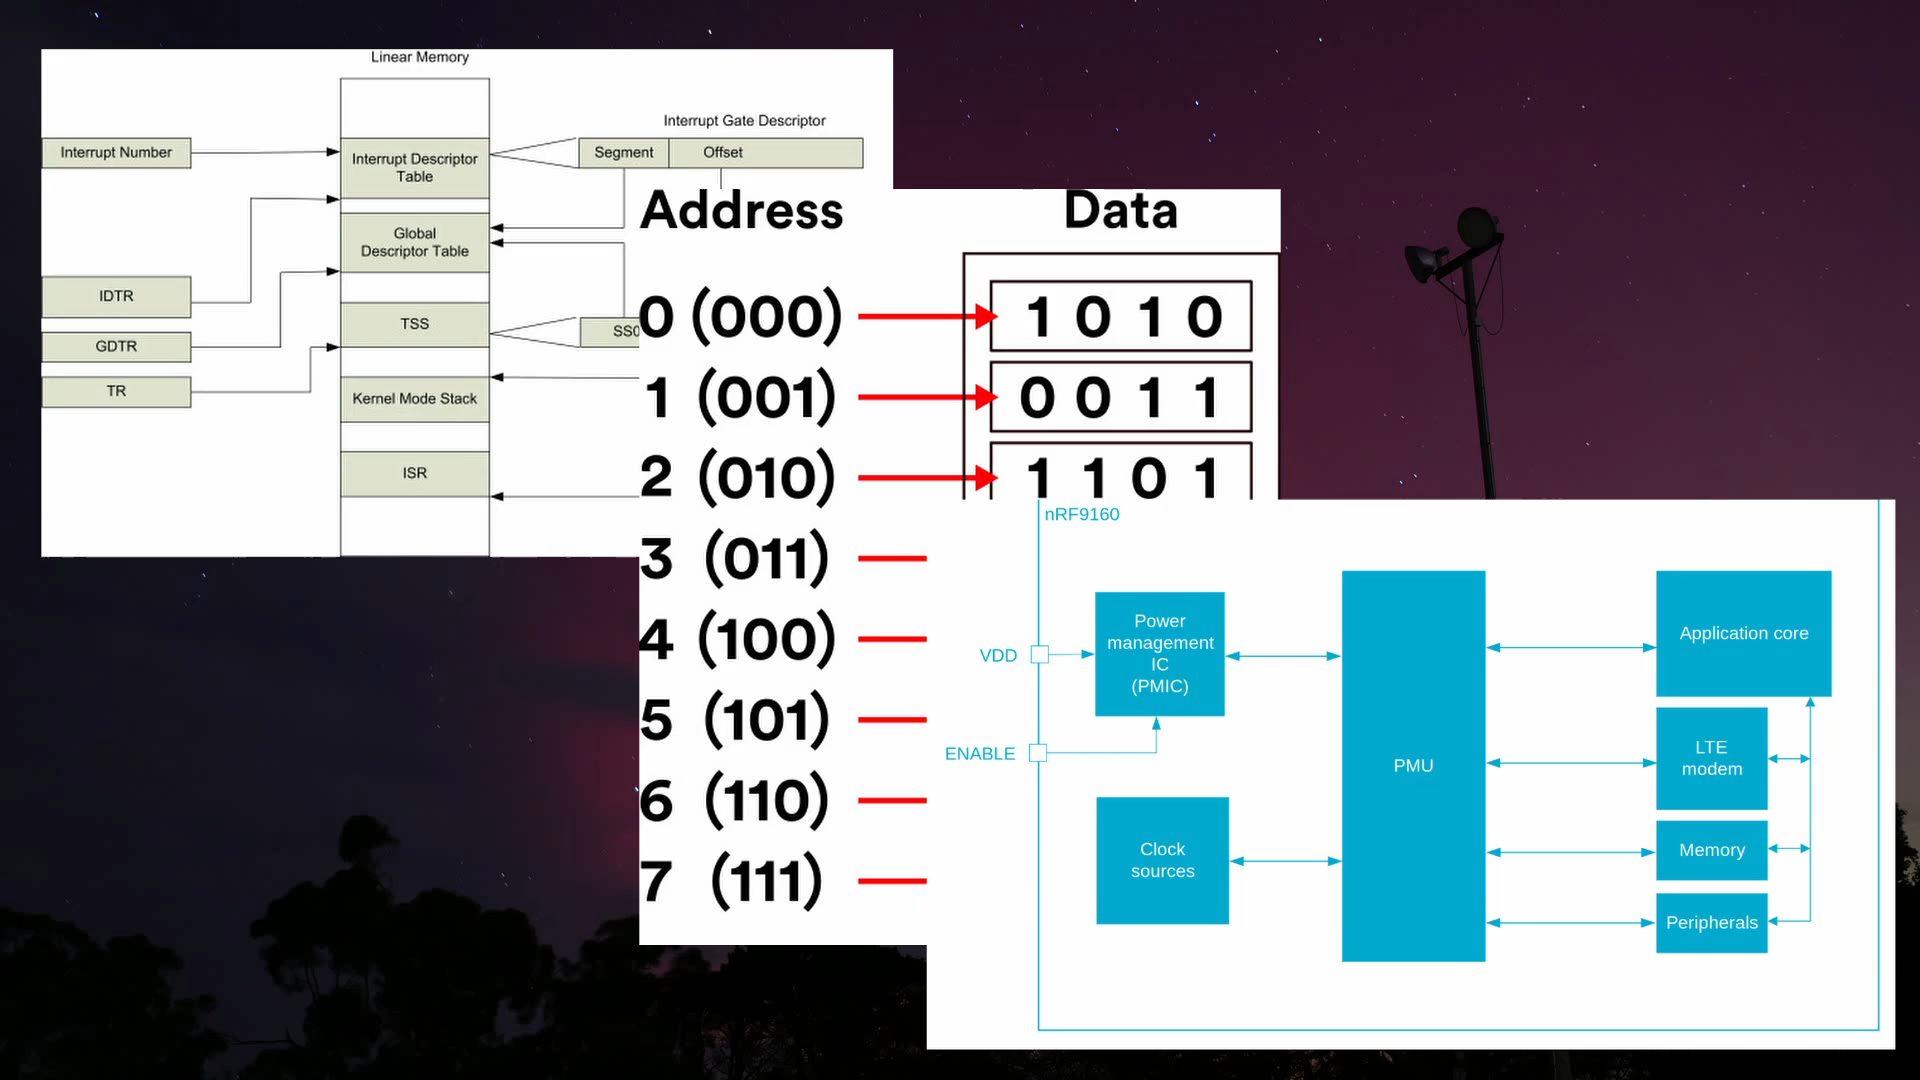 Linear Memory
Interrupt Gate Descriptor
Interrupt Number
Interrupt Descriptor
Table
Segment
Offset
Global
Descriptor Table
IDTR
TSS
GDTR
TR
Kernel Mode Stack
ISR
Address
Data
0 (000)
1 0 1 0
1 (001)
0 0 1 1
2 (010)
1 1 0 1
3 (011)
4 (100)
5 (101)
6 (110)
7 (111)
nRF9160
VDD
ENABLE
Power
management
IC
(PMIC)
Clock
sources
PMU
Application core
LTE
modem
Memory
Peripherals